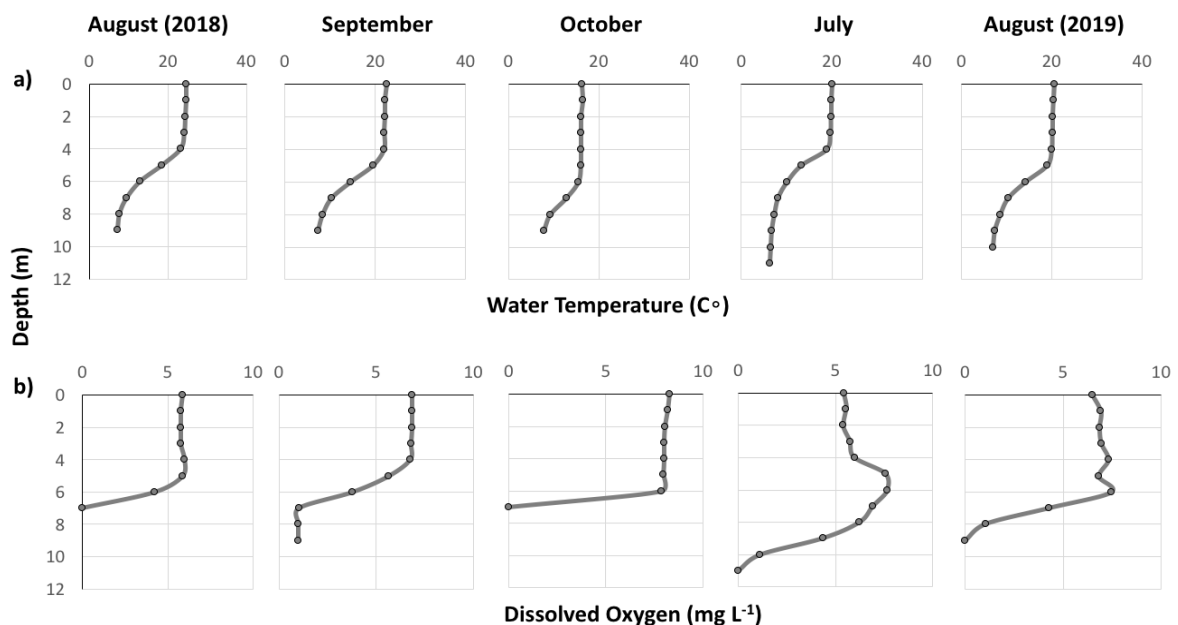 August (2018) September October July August (2019)
0 20 40 0 20 40 0 20 40 0 20 40 0 20 40
a)
0
2
4
6
8
10
12
Depth (m)
Water Temperature (C∘)
0 5 10 0 5 10 0 5 10 0 5 10 0 5 10
b)
0
2
4
6
8
10
12
Dissolved Oxygen (mg L-1)